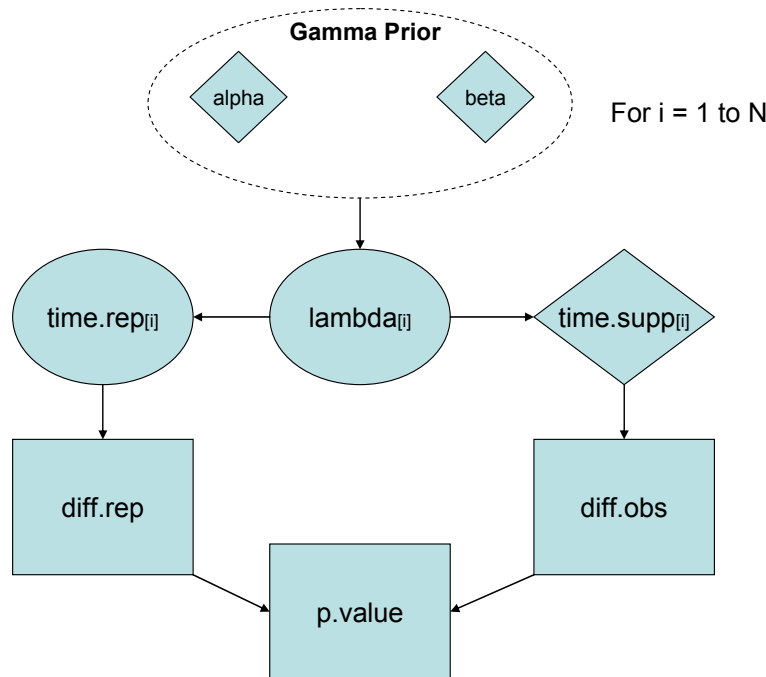 Gamma Prior
alpha
beta
For i = 1 to N
time.rep[i]
lambda[i]
time.supp[i]
diff.rep
diff.obs
p.value